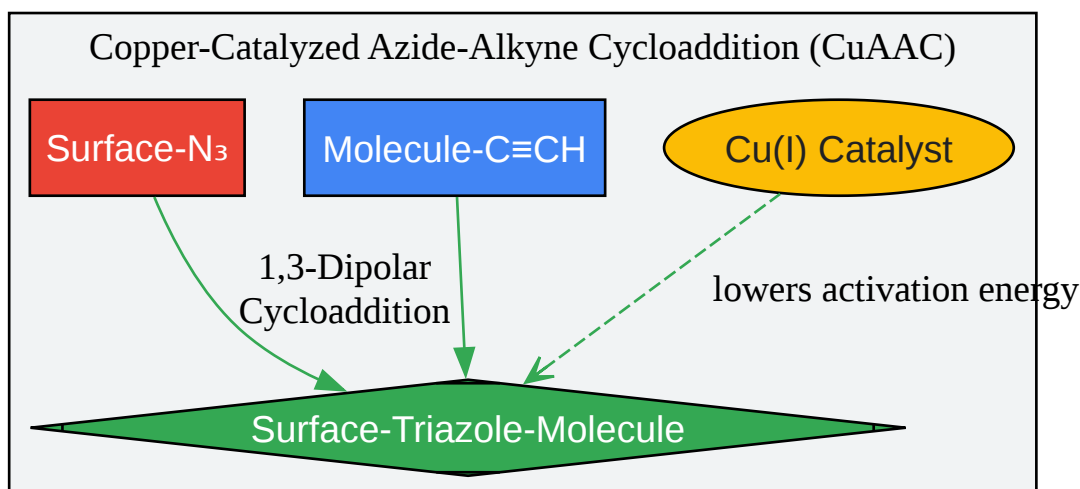 Copper-Catalyzed Azide-Alkyne Cycloaddition (CuAAC)
Surface-N₃
Molecule-C≡CH
Cu(I) Catalyst
1,3-Dipolar
Cycloaddition
lowers activation energy
Surface-Triazole-Molecule